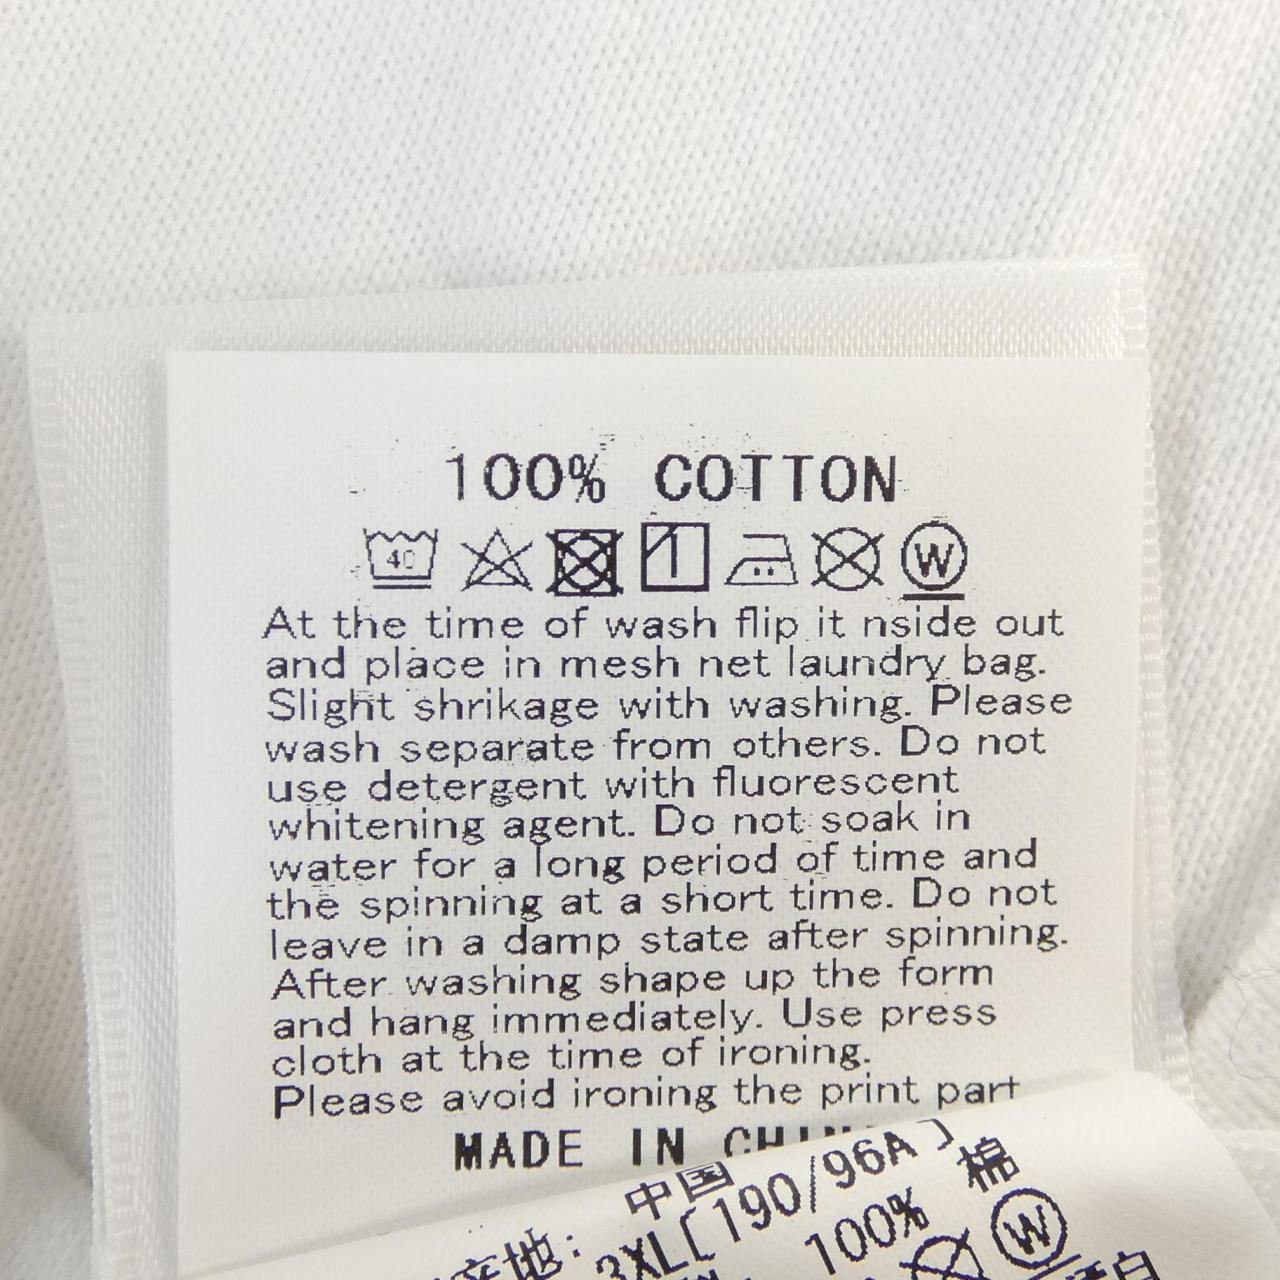 100% COTTON
40 W
At the time of wash flip it nside out
and place in mesh net laundry bag.
Slight shrikage with washing. Please
wash separate from others. Do not
use detergent with fluorescent
whitening agent. Do not soak in
water for a long period of time and
the spinning at a short time. Do not
leave in a damp state after spinning.
After washing shape up the form
and hang immediately. Use press
cloth at the time of ironing.
Please avoid ironing the print part
MADE IN CHINA
产地: 中国
3XL[190/96A]
100% 棉
W